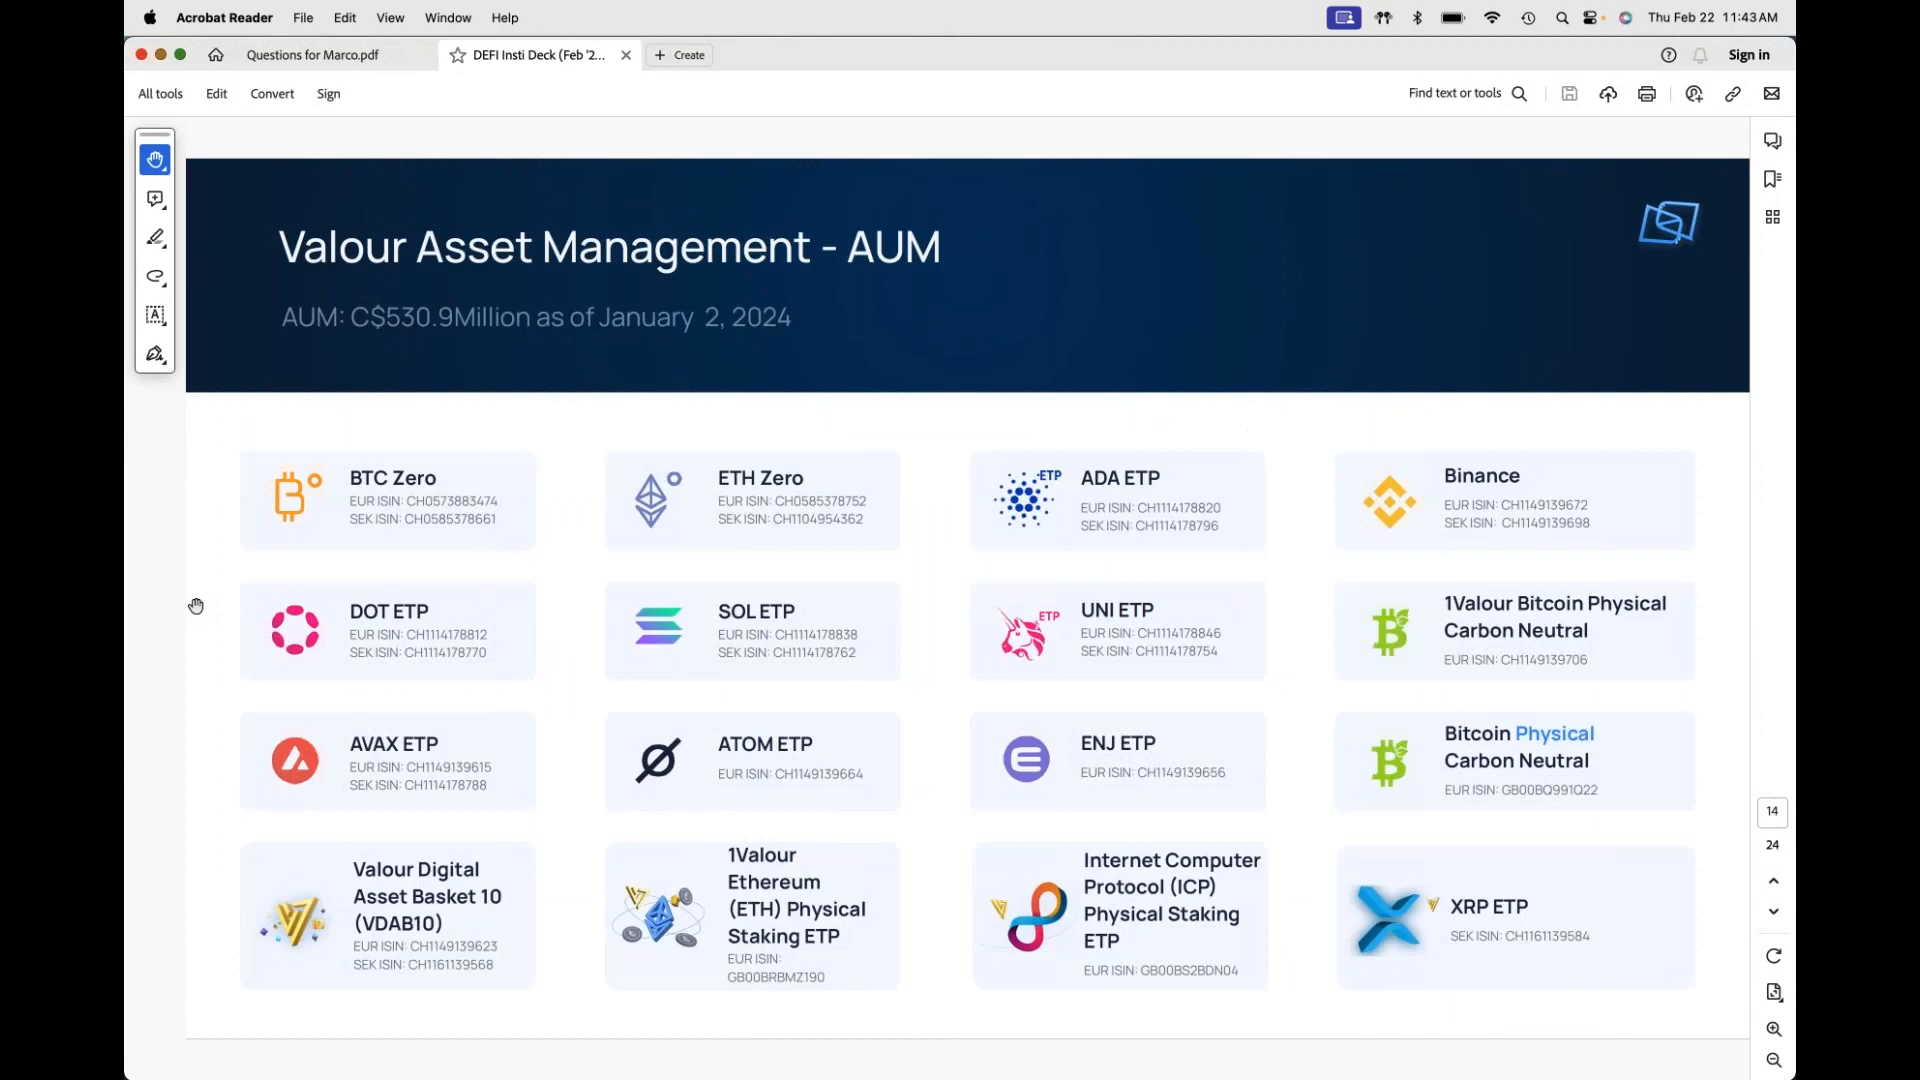 Acrobat Reader File Edit View Window Help
Thu Feb 22 11:43 AM
Questions for Marco.pdf
DEFI Insti Deck (Feb '2...
Create
Sign in
All tools Edit Convert Sign
Find text or tools
Valour Asset Management - AUM
AUM: C$530.9Million as of January 2, 2024
BTC Zero
EUR ISIN: CH0573883474
SEK ISIN: CH0585378661
ETH Zero
EUR ISIN: CH0585378752
SEK ISIN: CH1104954362
ETP
ADA ETP
EUR ISIN: CH1114178820
SEK ISIN: CH1114178796
Binance
EUR ISIN: CH1149139672
SEK ISIN: CH1149139698
DOT ETP
EUR ISIN: CH1114178812
SEK ISIN: CH1114178770
SOL ETP
EUR ISIN: CH1114178838
SEK ISIN: CH1114178762
ETP
UNI ETP
EUR ISIN: CH1114178846
SEK ISIN: CH1114178754
1Valour Bitcoin Physical
Carbon Neutral
EUR ISIN: CH1149139706
AVAX ETP
EUR ISIN: CH1149139615
SEK ISIN: CH1114178788
ATOM ETP
EUR ISIN: CH1149139664
ENJ ETP
EUR ISIN: CH1149139656
Bitcoin Physical
Carbon Neutral
EUR ISIN: GB00BQ991Q22
Valour Digital
Asset Basket 10
(VDAB10)
EUR ISIN: CH1149139623
SEK ISIN: CH1161139568
1Valour
Ethereum
(ETH) Physical
Staking ETP
EUR ISIN:
GB00BRBMZ190
Internet Computer
Protocol (ICP)
Physical Staking
ETP
EUR ISIN: GB00BS2BDN04
XRP ETP
SEK ISIN: CH1161139584
14
24